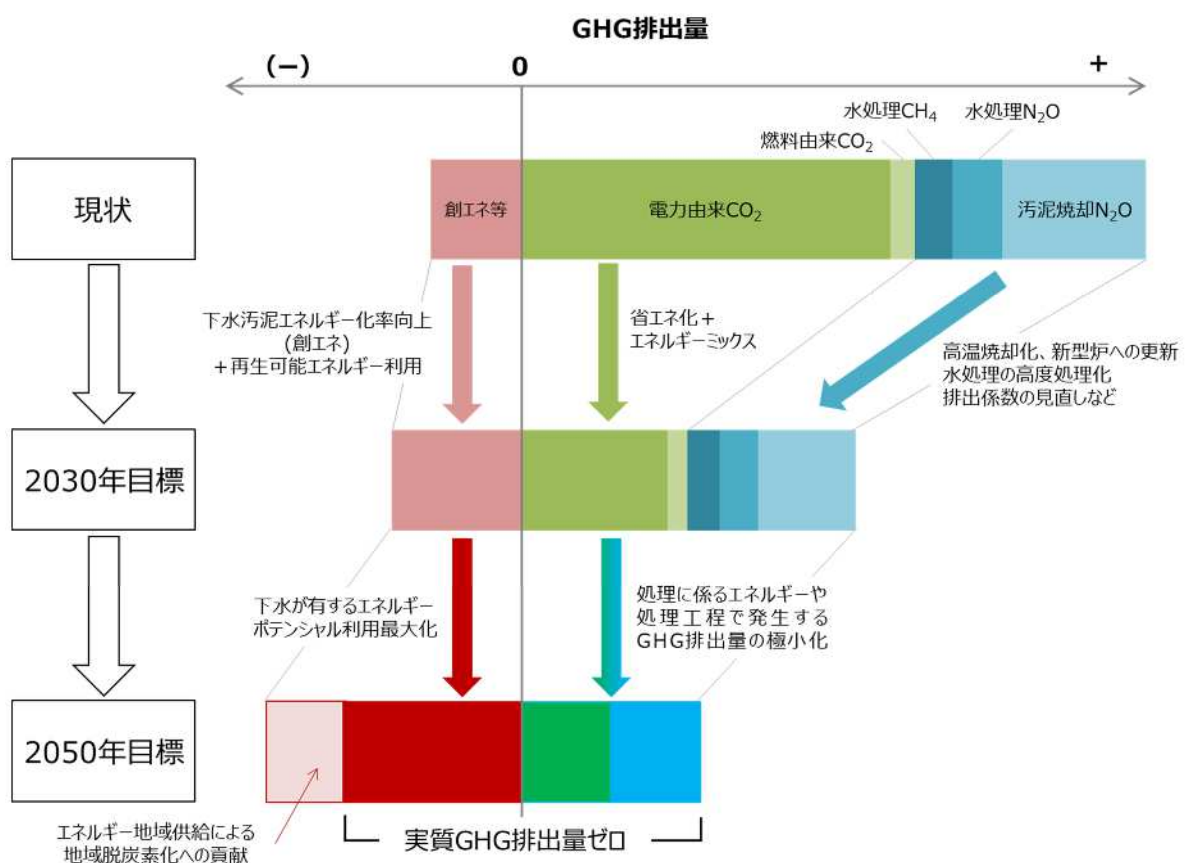 GHG排出量
(－)
0
+
水処理CH₄
水処理N₂O
燃料由来CO₂
現状
創エネ等
電力由来CO₂
汚泥焼却N₂O
下水汚泥エネルギー化率向上
(創エネ)
+再生可能エネルギー利用
省エネ化+
エネルギーミックス
高温焼却化、新型炉への更新
水処理の高度処理化
排出係数の見直しなど
2030年目標
下水が有するエネルギー
ポテンシャル利用最大化
処理に係るエネルギーや
処理工程で発生する
GHG排出量の極小化
2050年目標
エネルギー地域供給による
地域脱炭素化への貢献
実質GHG排出量ゼロ